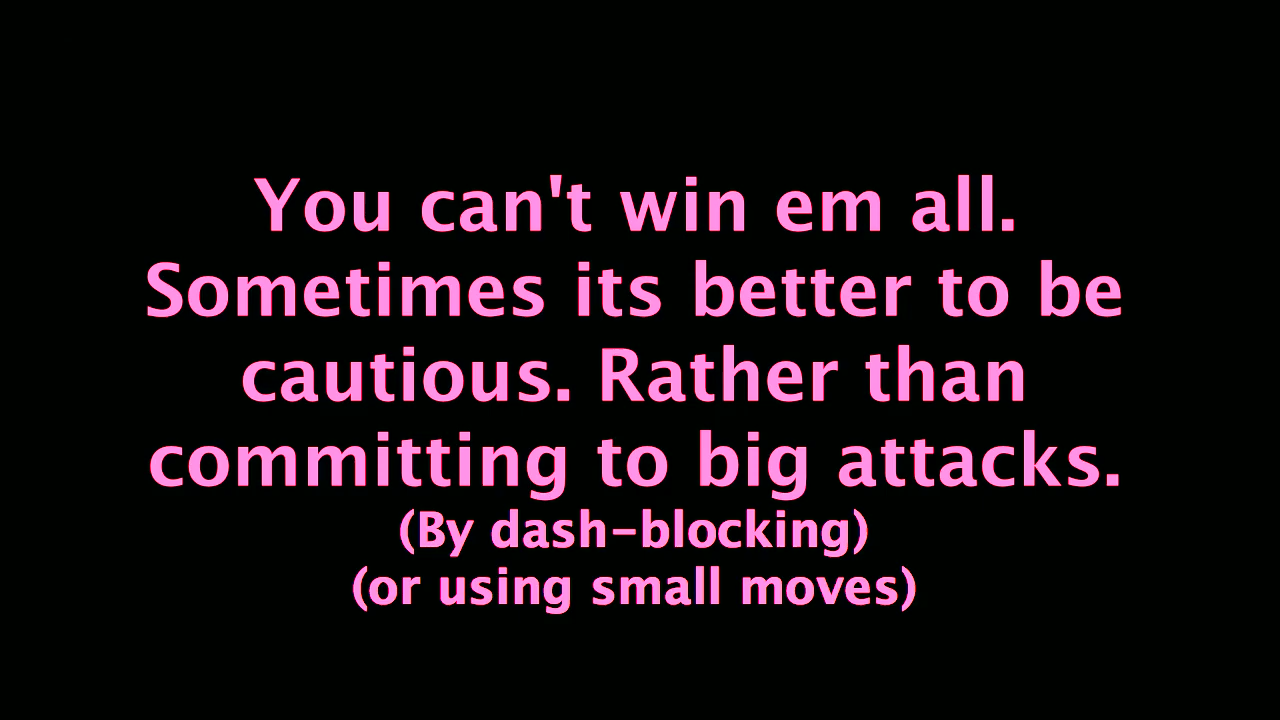 You can't win em all.
Sometimes its better to be
cautious. Rather than
committing to big attacks.
(By dash-blocking)
(or using small moves)